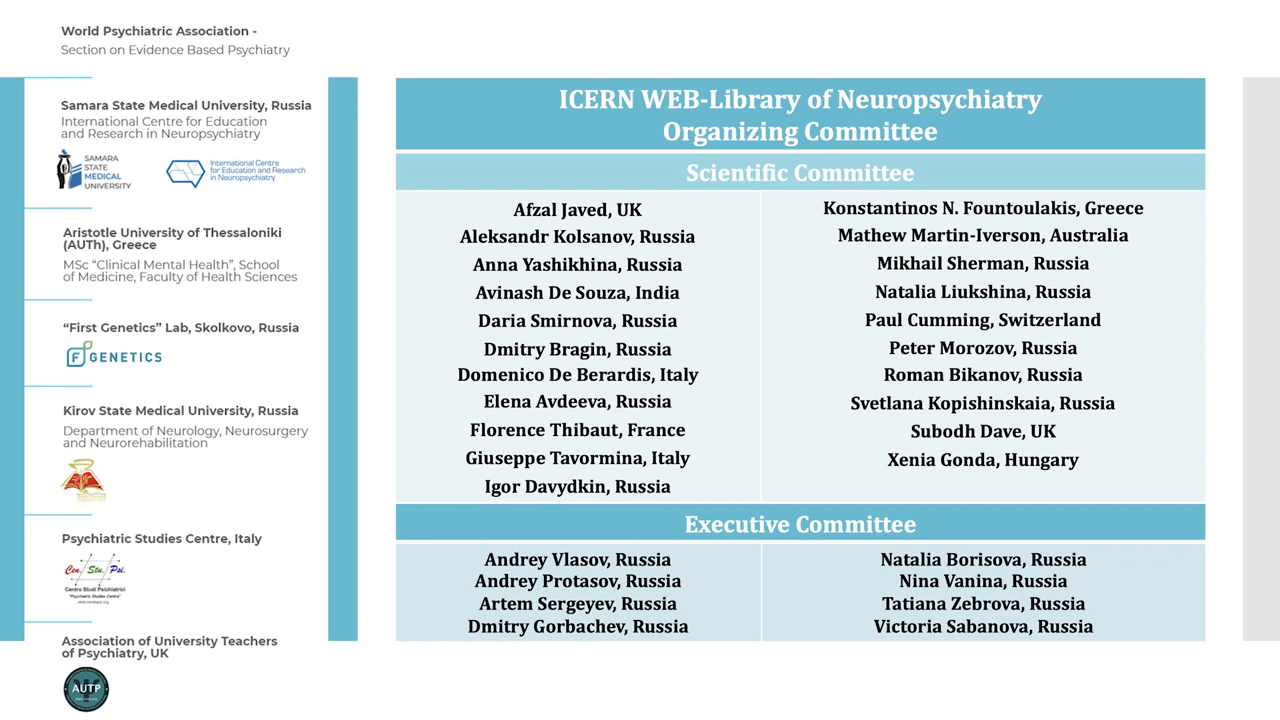 World Psychiatric Association -
Section on Evidence Based Psychiatry
Samara State Medical University, Russia
International Centre for Education
and Research in Neuropsychiatry
SAMARA
STATE
MEDICAL
UNIVERSITY
International Centre
for Education and Research
in Neuropsychiatry
Aristotle University of Thessaloniki
(AUTh), Greece
MSc “Clinical Mental Health”, School
of Medicine, Faculty of Health Sciences
“First Genetics” Lab, Skolkovo, Russia
F GENETICS
Kirov State Medical University, Russia
Department of Neurology, Neurosurgery
and Neurorehabilitation
Psychiatric Studies Centre, Italy
Cen. Stu. Psi.
Centro Studi Psichiatrici
"Psychiatric Studies Centre"
Association of University Teachers
of Psychiatry, UK
AUTP
ICERN WEB-Library of Neuropsychiatry
Organizing Committee
Scientific Committee
Afzal Javed, UK
Aleksandr Kolsanov, Russia
Anna Yashikhina, Russia
Avinash De Souza, India
Daria Smirnova, Russia
Dmitry Bragin, Russia
Domenico De Berardis, Italy
Elena Avdeeva, Russia
Florence Thibaut, France
Giuseppe Tavormina, Italy
Igor Davydkin, Russia
Konstantinos N. Fountoulakis, Greece
Mathew Martin-Iverson, Australia
Mikhail Sherman, Russia
Natalia Liukshina, Russia
Paul Cumming, Switzerland
Peter Morozov, Russia
Roman Bikanov, Russia
Svetlana Kopishinskaia, Russia
Subodh Dave, UK
Xenia Gonda, Hungary
Executive Committee
Andrey Vlasov, Russia
Andrey Protasov, Russia
Artem Sergeyev, Russia
Dmitry Gorbachev, Russia
Natalia Borisova, Russia
Nina Vanina, Russia
Tatiana Zebrova, Russia
Victoria Sabanova, Russia